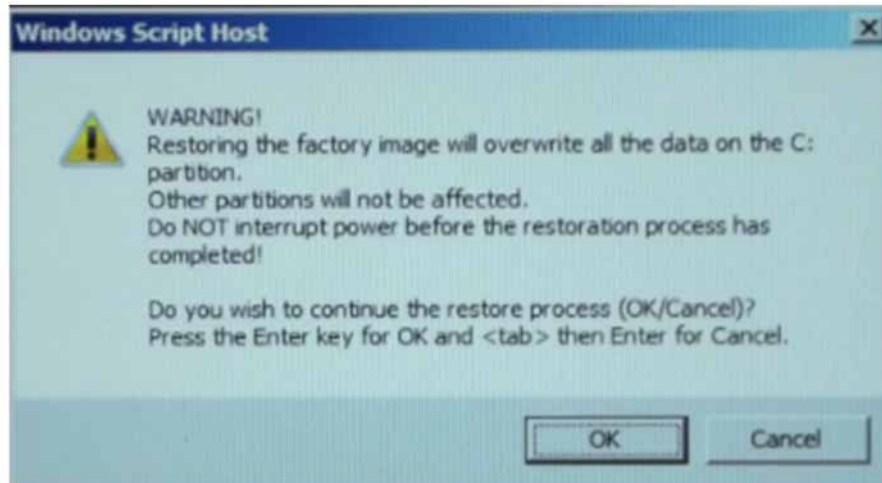 Windows Script Host
WARNING!
Restoring the factory image will overwrite all the data on the C:
partition.
Other partitions will not be affected.
Do NOT interrupt power before the restoration process has
completed!
Do you wish to continue the restore process (OK/Cancel)?
Press the Enter key for OK and <tab> then Enter for Cancel.
OK
Cancel